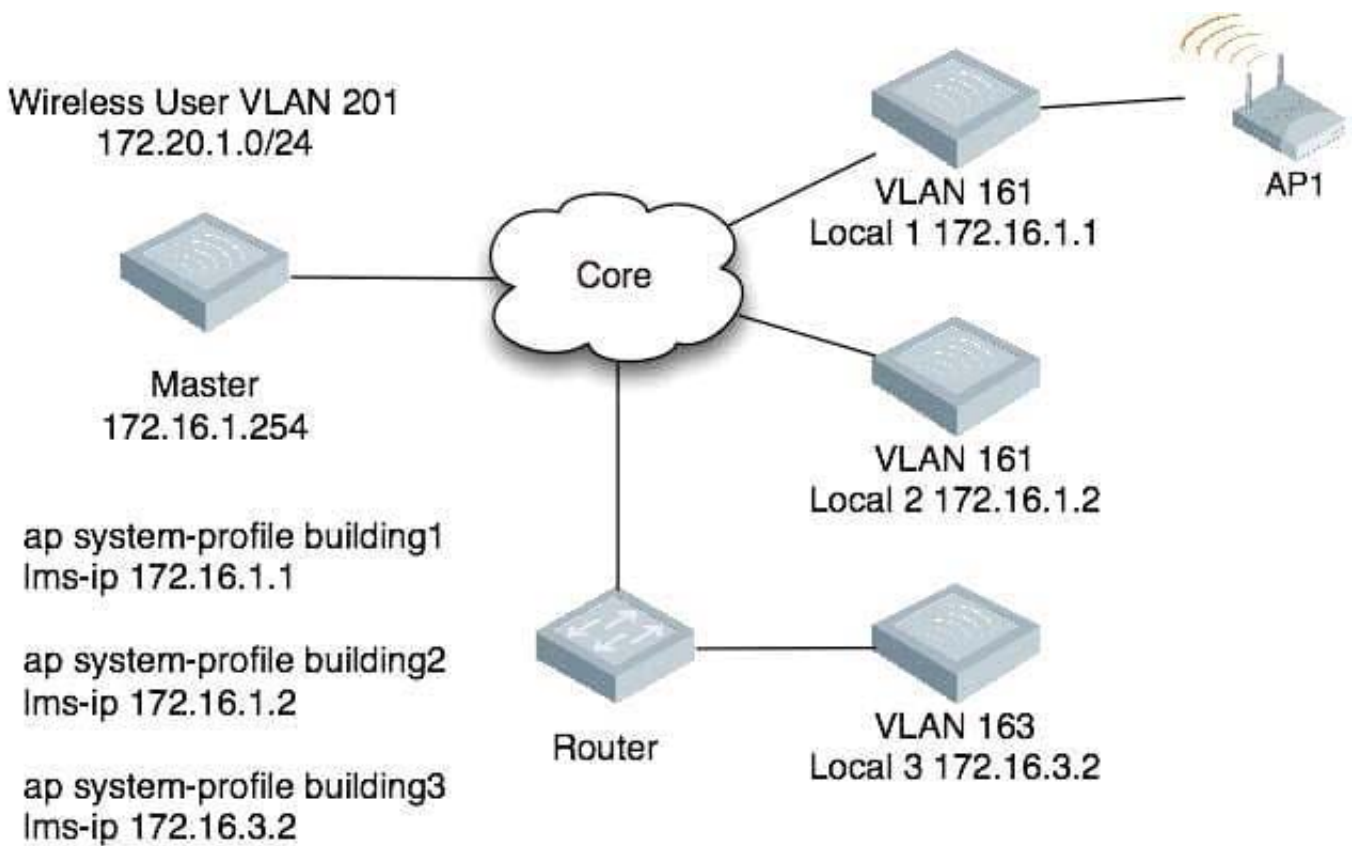 Wireless User VLAN 201
172.20.1.0/24
AP1
VLAN 161
Local 1 172.16.1.1
Core
Master
172.16.1.254
VLAN 161
Local 2 172.16.1.2
ap system-profile building1
lms-ip 172.16.1.1
ap system-profile building2
lms-ip 172.16.1.2
Router
VLAN 163
Local 3 172.16.3.2
ap system-profile building3
lms-ip 172.16.3.2